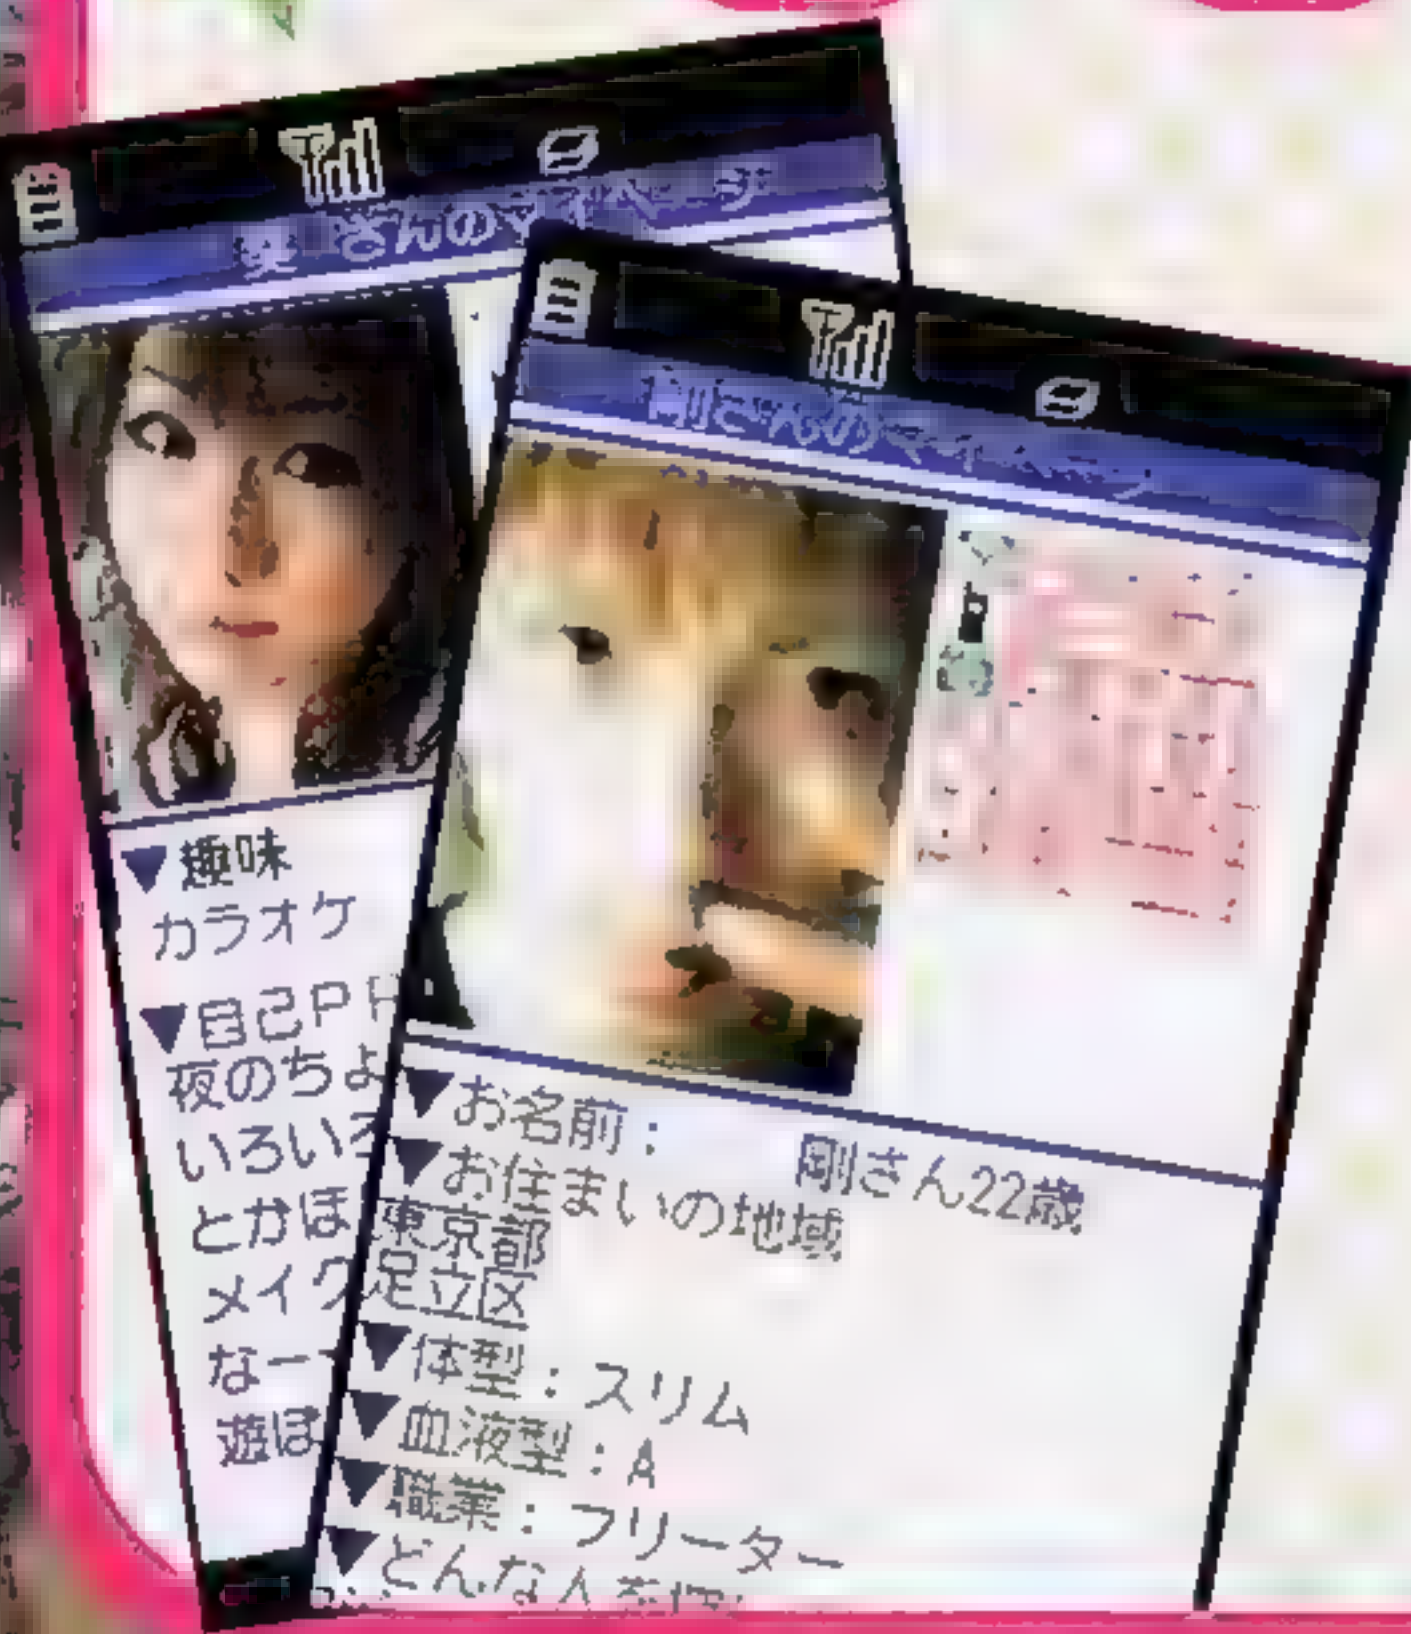 さんのマイページ
▼趣味
カラオケ
▼自己P
夜のちょ
いろいろ
とかほ
メイク
なー
遊ぼ
剛さんのマイページ
▼お名前： 剛さん22歳
▼お住まいの地域
東京都
足立区
▼体型：スリム
▼血液型：A
▼職業：フリーター
▼どんな人を